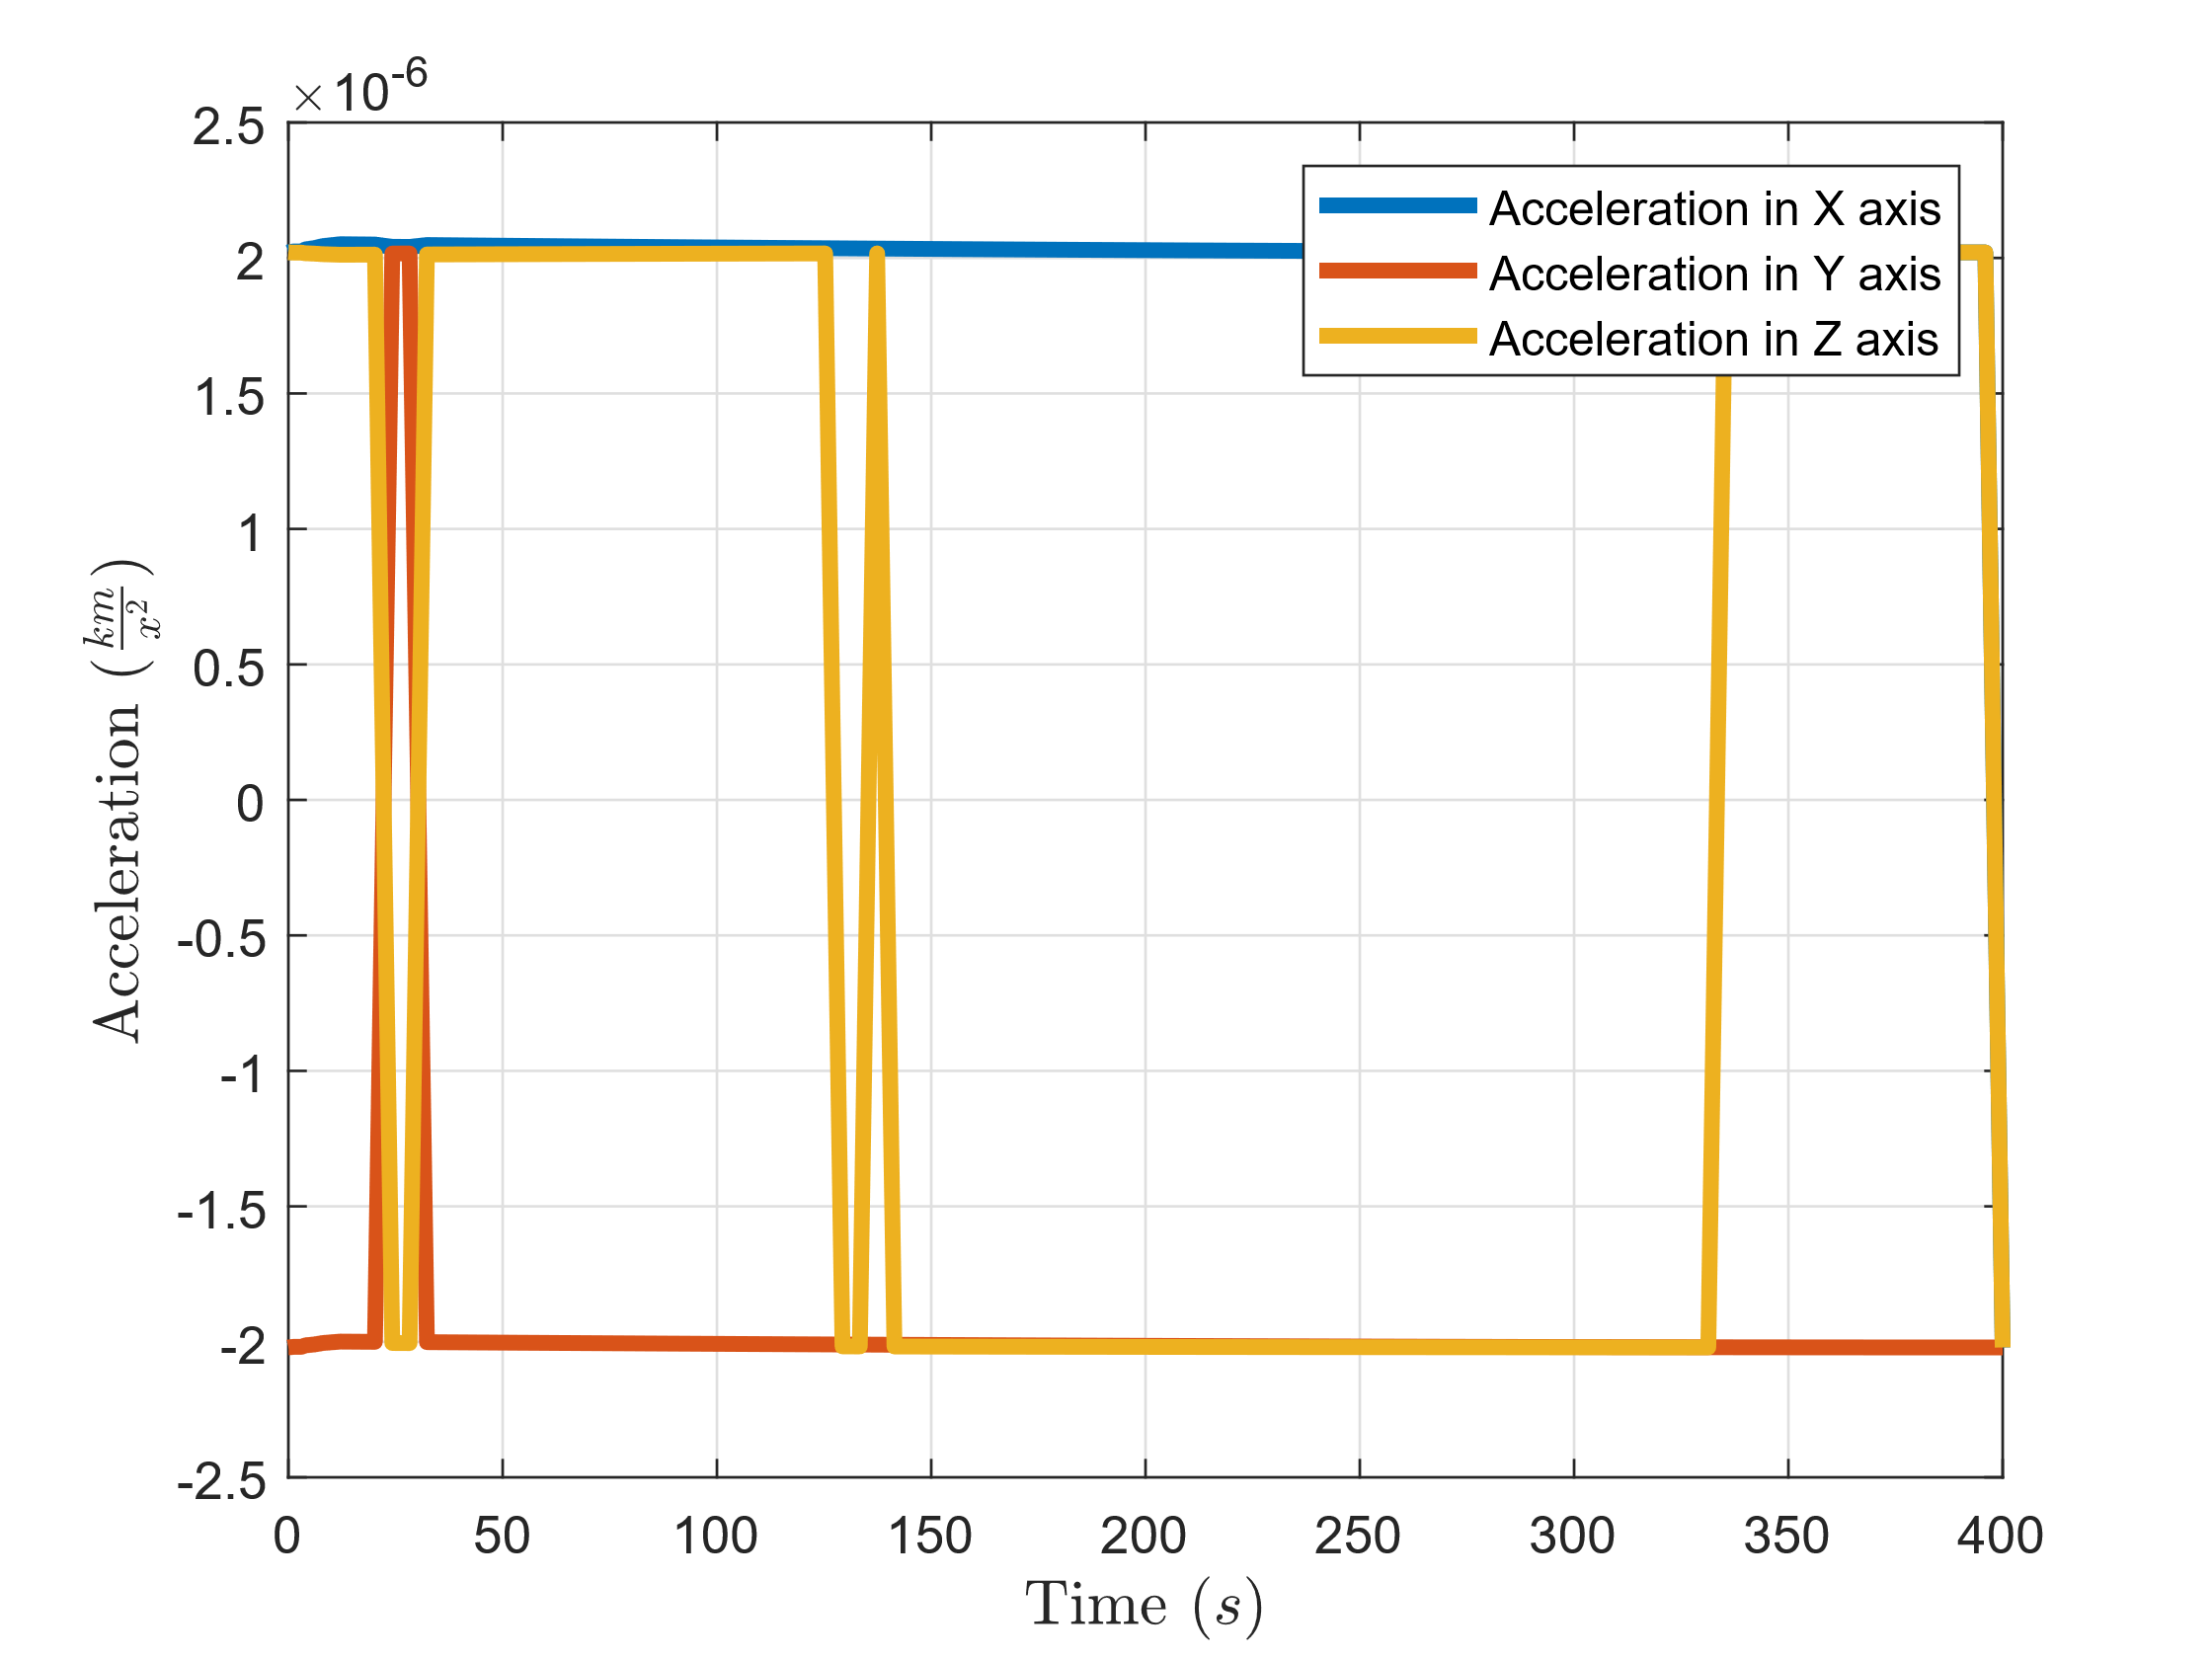 ×10-6
2.5
2
1.5
1
0.5
0
-0.5
-1
-1.5
-2
-2.5
Acceleration (km/x²)
Acceleration in X axis
Acceleration in Y axis
Acceleration in Z axis
0 50 100 150 200 250 300 350 400
Time (s)